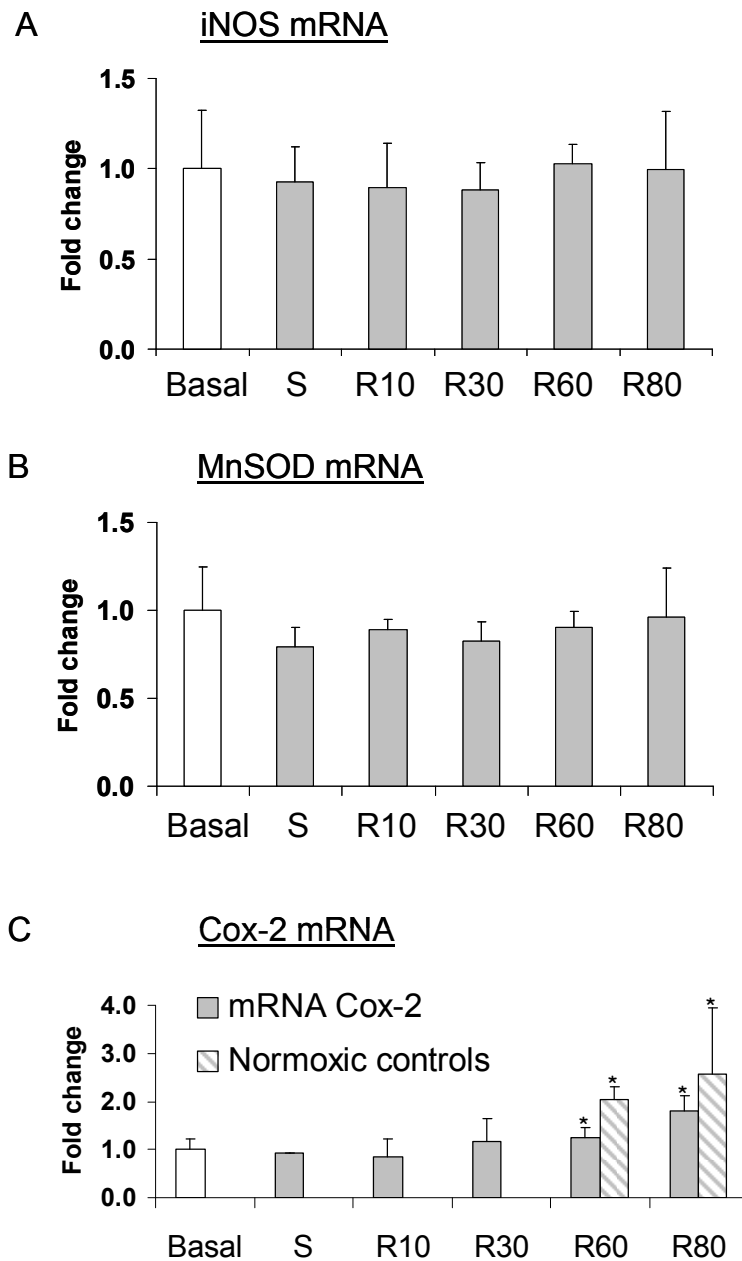 A
iNOS mRNA
1.5
1.0
0.5
0.0
Fold change
Basal S R10 R30 R60 R80
B
MnSOD mRNA
1.5
1.0
0.5
0.0
Fold change
Basal S R10 R30 R60 R80
C
Cox-2 mRNA
4.0
3.0
2.0
1.0
0.0
Fold change
mRNA Cox-2
Normoxic controls
* * * *
Basal S R10 R30 R60 R80